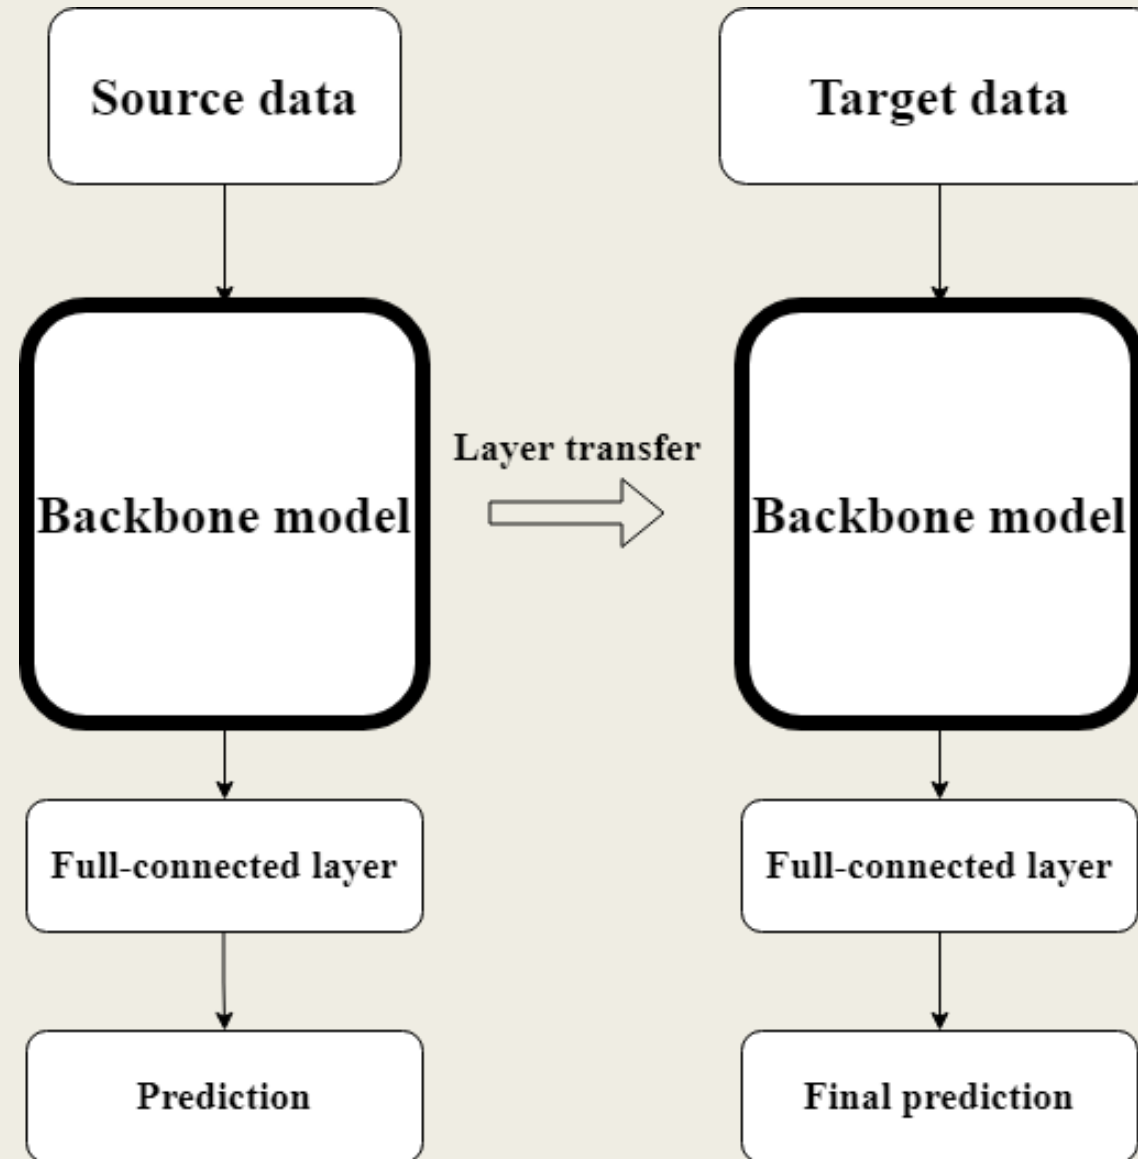 Source data
Target data
Layer transfer
Backbone model
Backbone model
Full-connected layer
Full-connected layer
Prediction
Final prediction